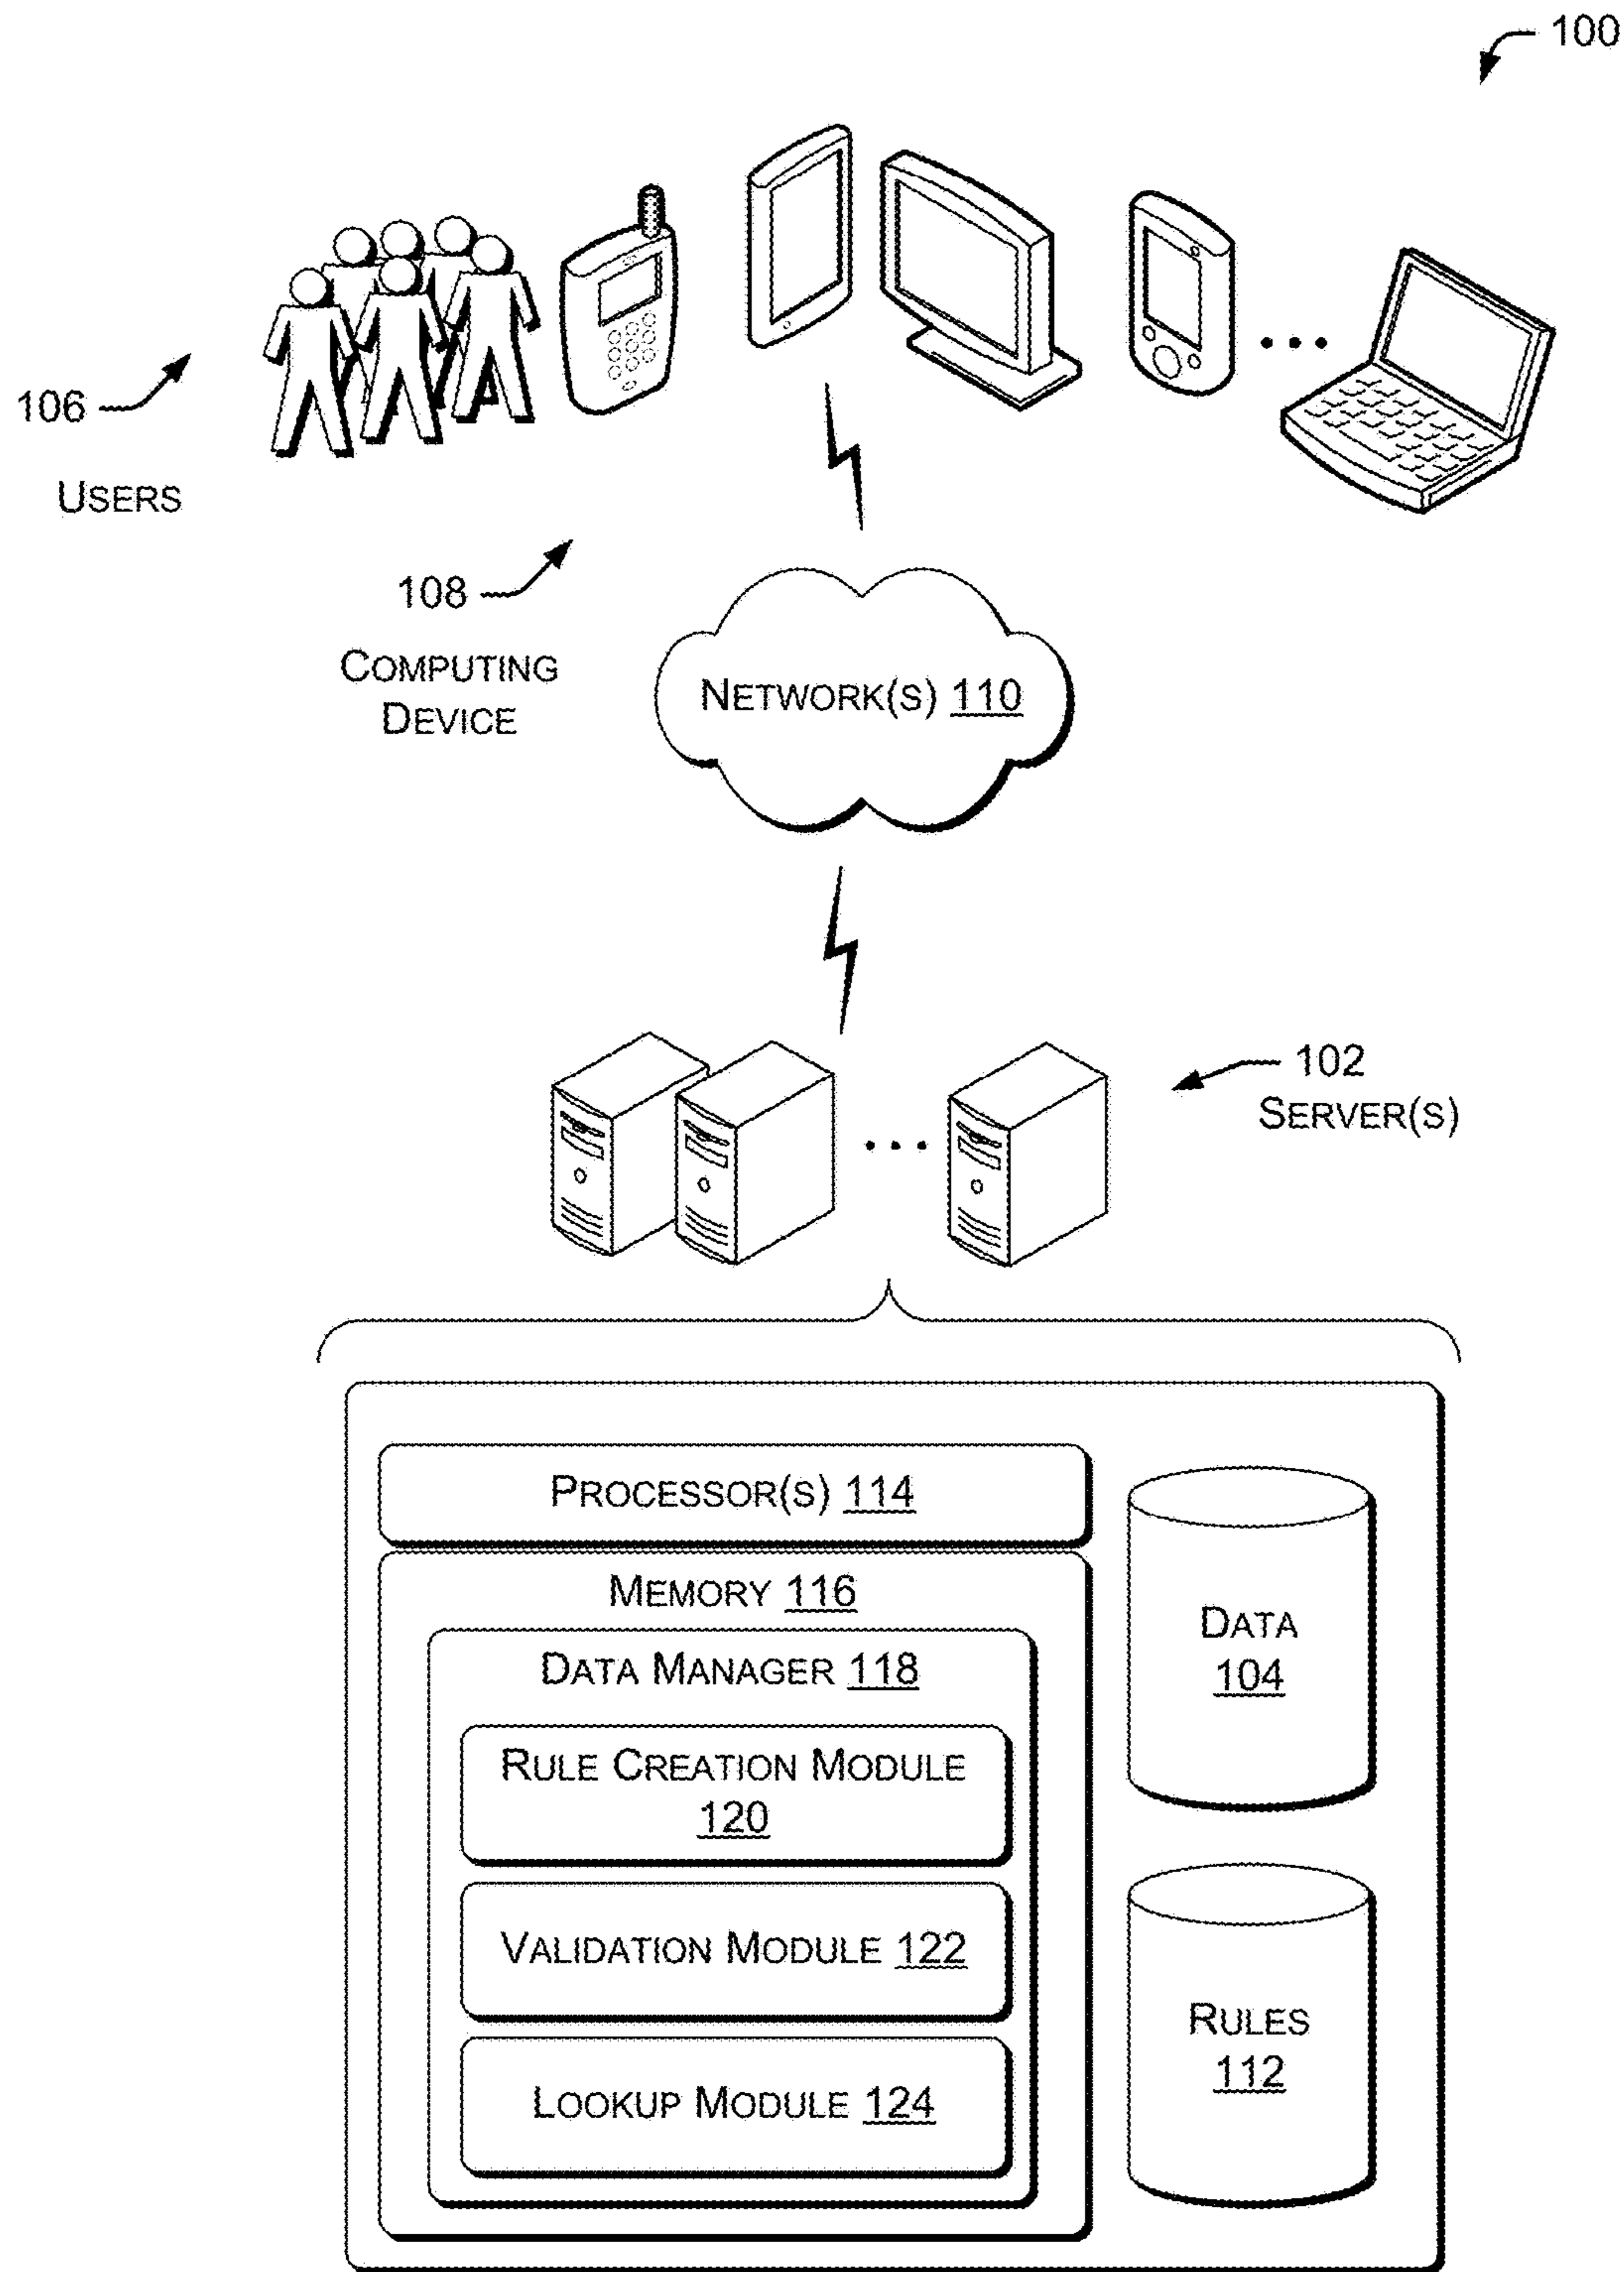 100
106
USERS
108
COMPUTING
DEVICE
NETWORK(S) 110
102
SERVER(S)
PROCESSOR(S) 114
MEMORY 116
DATA MANAGER 118
RULE CREATION MODULE
120
VALIDATION MODULE 122
LOOKUP MODULE 124
DATA
104
RULES
112